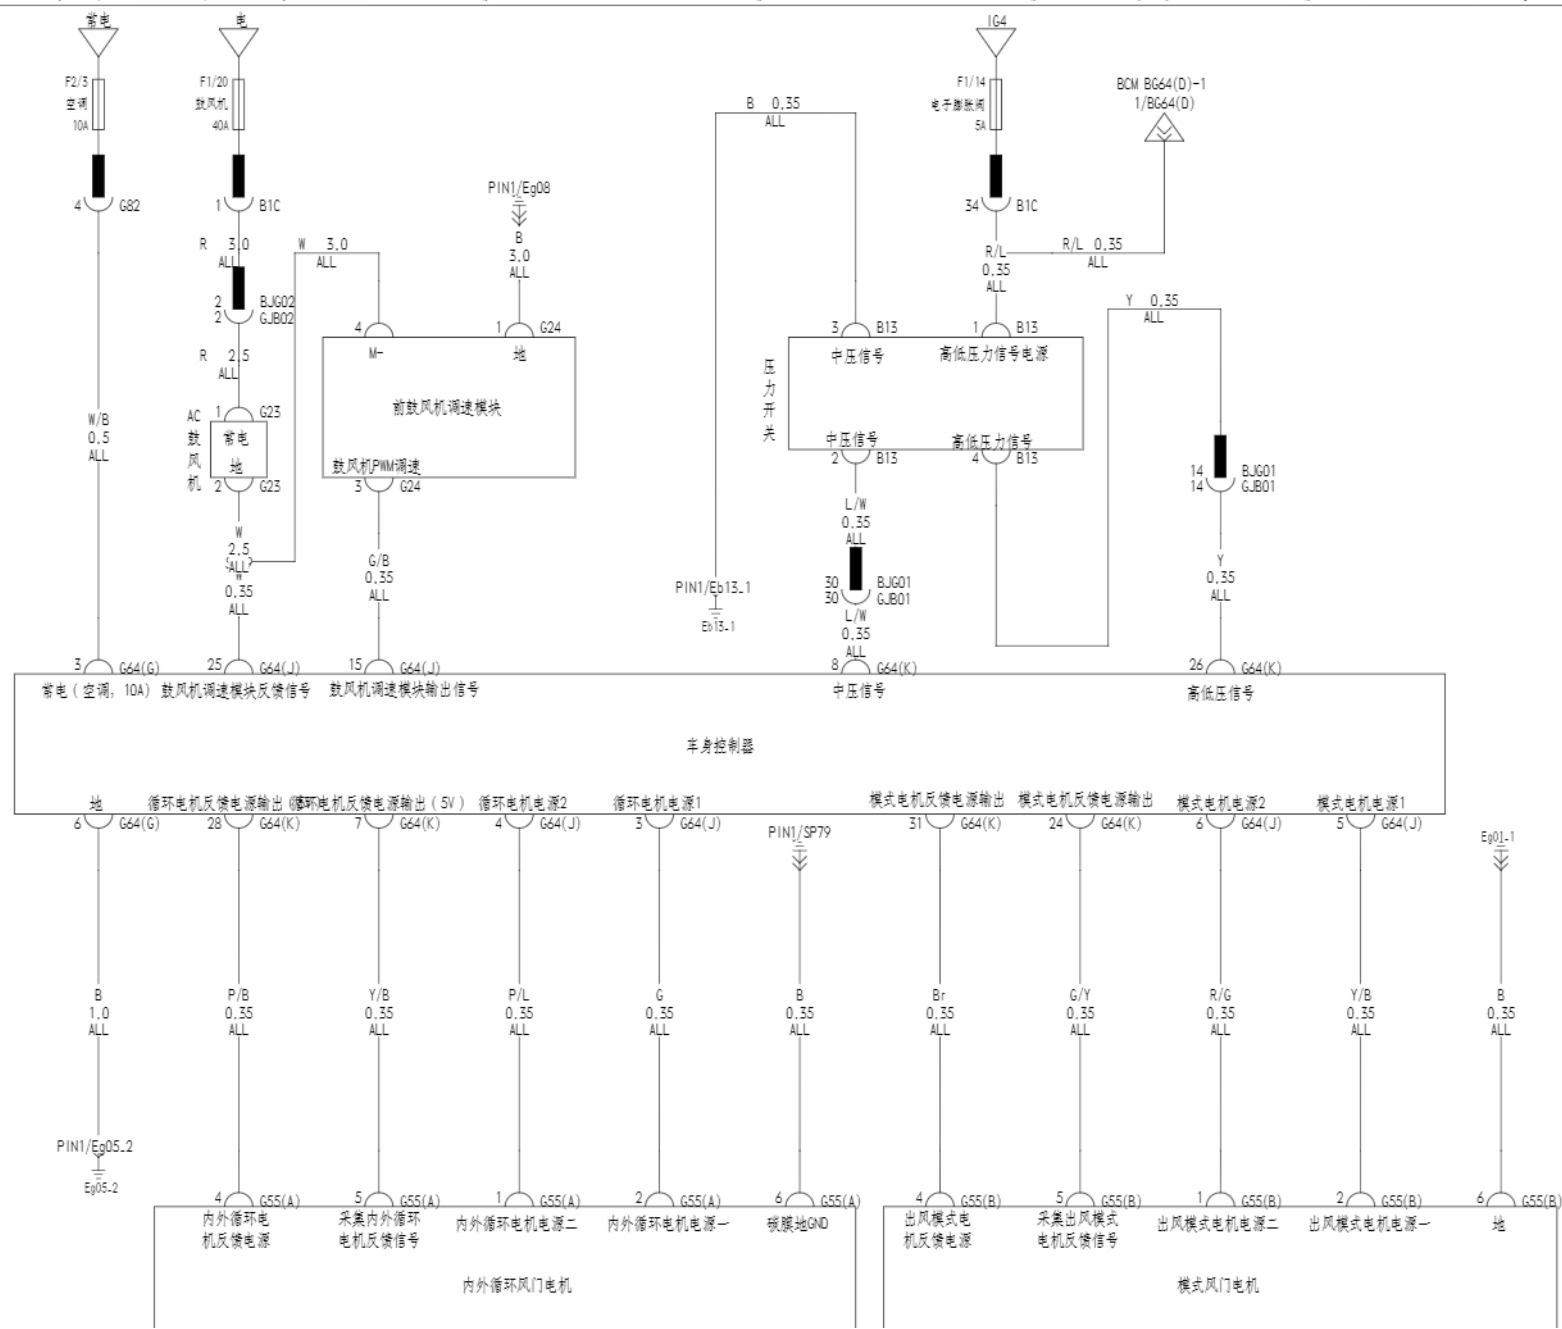 常电
电
IG4
F2/3
空调
10A
F1/20
鼓风机
40A
F1/14
电子膨胀阀
5A
BCM BG64(D)-1
1/BG64(D)
B 0.35
ALL
4 G82
1 B1C
PIN1/Eg08
34 B1C
R 3.0
ALL
W 3.0
ALL
B
3.0
ALL
R/L
0.35
ALL
R/L 0.35
ALL
2 BJG02
2 GJB02
Y 0.35
ALL
4
1 G24
3 B13
1 B13
M-
地
中压信号
高低压力信号电源
R 2.5
ALL
前鼓风机调速模块
压力开关
W/B
0.5
ALL
AC鼓风机
1 G23
常电
地
2 G23
鼓风机PWM调速
3 G24
中压信号
高低压力信号
2 B13
4 B13
14 BJG01
14 GJB01
L/W
0.35
ALL
W
2.5
ALL
W
0.35
ALL
G/B
0.35
ALL
PIN1/Eb13_1
Eb13-1
30 BJG01
30 GJB01
L/W
0.35
ALL
Y
0.35
ALL
3 G64(G)
25 G64(J)
15 G64(J)
8 G64(K)
26 G64(K)
常电(空调,10A)
鼓风机调速模块反馈信号
鼓风机调速模块输出信号
中压信号
高低压信号
车身控制器
地
循环电机反馈电源输出
循环电机反馈电源输出(5V)
循环电机电源2
循环电机电源1
模式电机反馈电源输出
模式电机反馈电源输出
模式电机电源2
模式电机电源1
6 G64(G)
28 G64(K)
7 G64(K)
4 G64(J)
3 G64(J)
PIN1/SP79
31 G64(K)
24 G64(K)
6 G64(J)
5 G64(J)
Eg01-1
B
1.0
ALL
P/B
0.35
ALL
Y/B
0.35
ALL
P/L
0.35
ALL
G
0.35
ALL
B
0.35
ALL
Br
0.35
ALL
G/Y
0.35
ALL
R/G
0.35
ALL
Y/B
0.35
ALL
B
0.35
ALL
PIN1/Eg05_2
Eg05-2
4 G55(A)
5 G55(A)
1 G55(A)
2 G55(A)
6 G55(A)
4 G55(B)
5 G55(B)
1 G55(B)
2 G55(B)
6 G55(B)
内外循环电
机反馈电源
采集内外循环
电机反馈信号
内外循环电机电源二
内外循环电机电源一
碳膜地GND
出风模式电
机反馈电源
采集出风模式
电机反馈信号
出风模式电机电源二
出风模式电机电源一
地
内外循环风门电机
模式风门电机